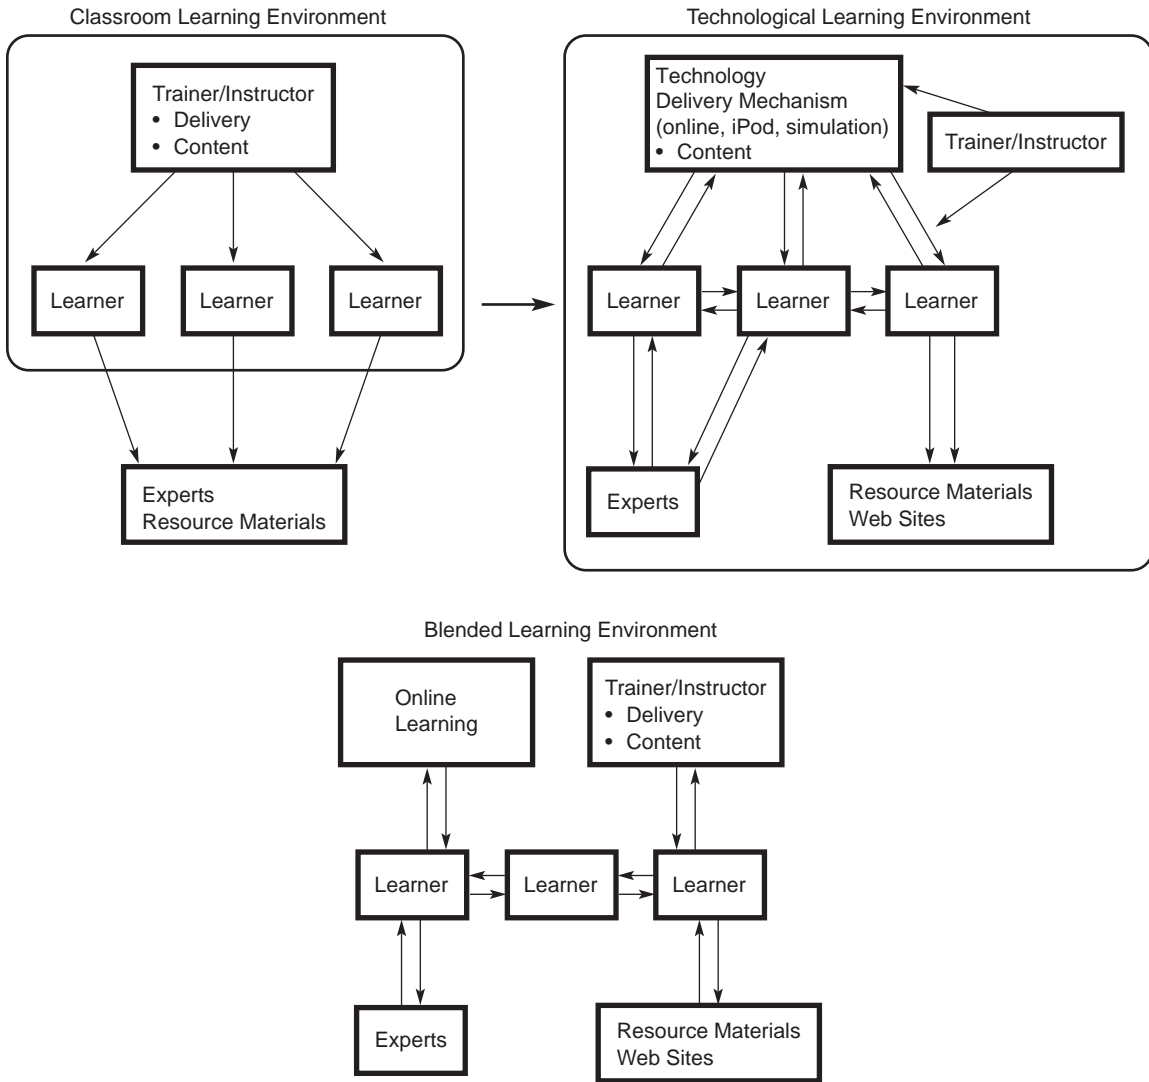 Classroom Learning Environment
Trainer/Instructor
• Delivery
• Content
Learner
Learner
Learner
Experts
Resource Materials
Technological Learning Environment
Technology
Delivery Mechanism
(online, iPod, simulation)
• Content
Trainer/Instructor
Learner
Learner
Learner
Experts
Resource Materials
Web Sites
Blended Learning Environment
Online
Learning
Trainer/Instructor
• Delivery
• Content
Learner
Learner
Learner
Experts
Resource Materials
Web Sites